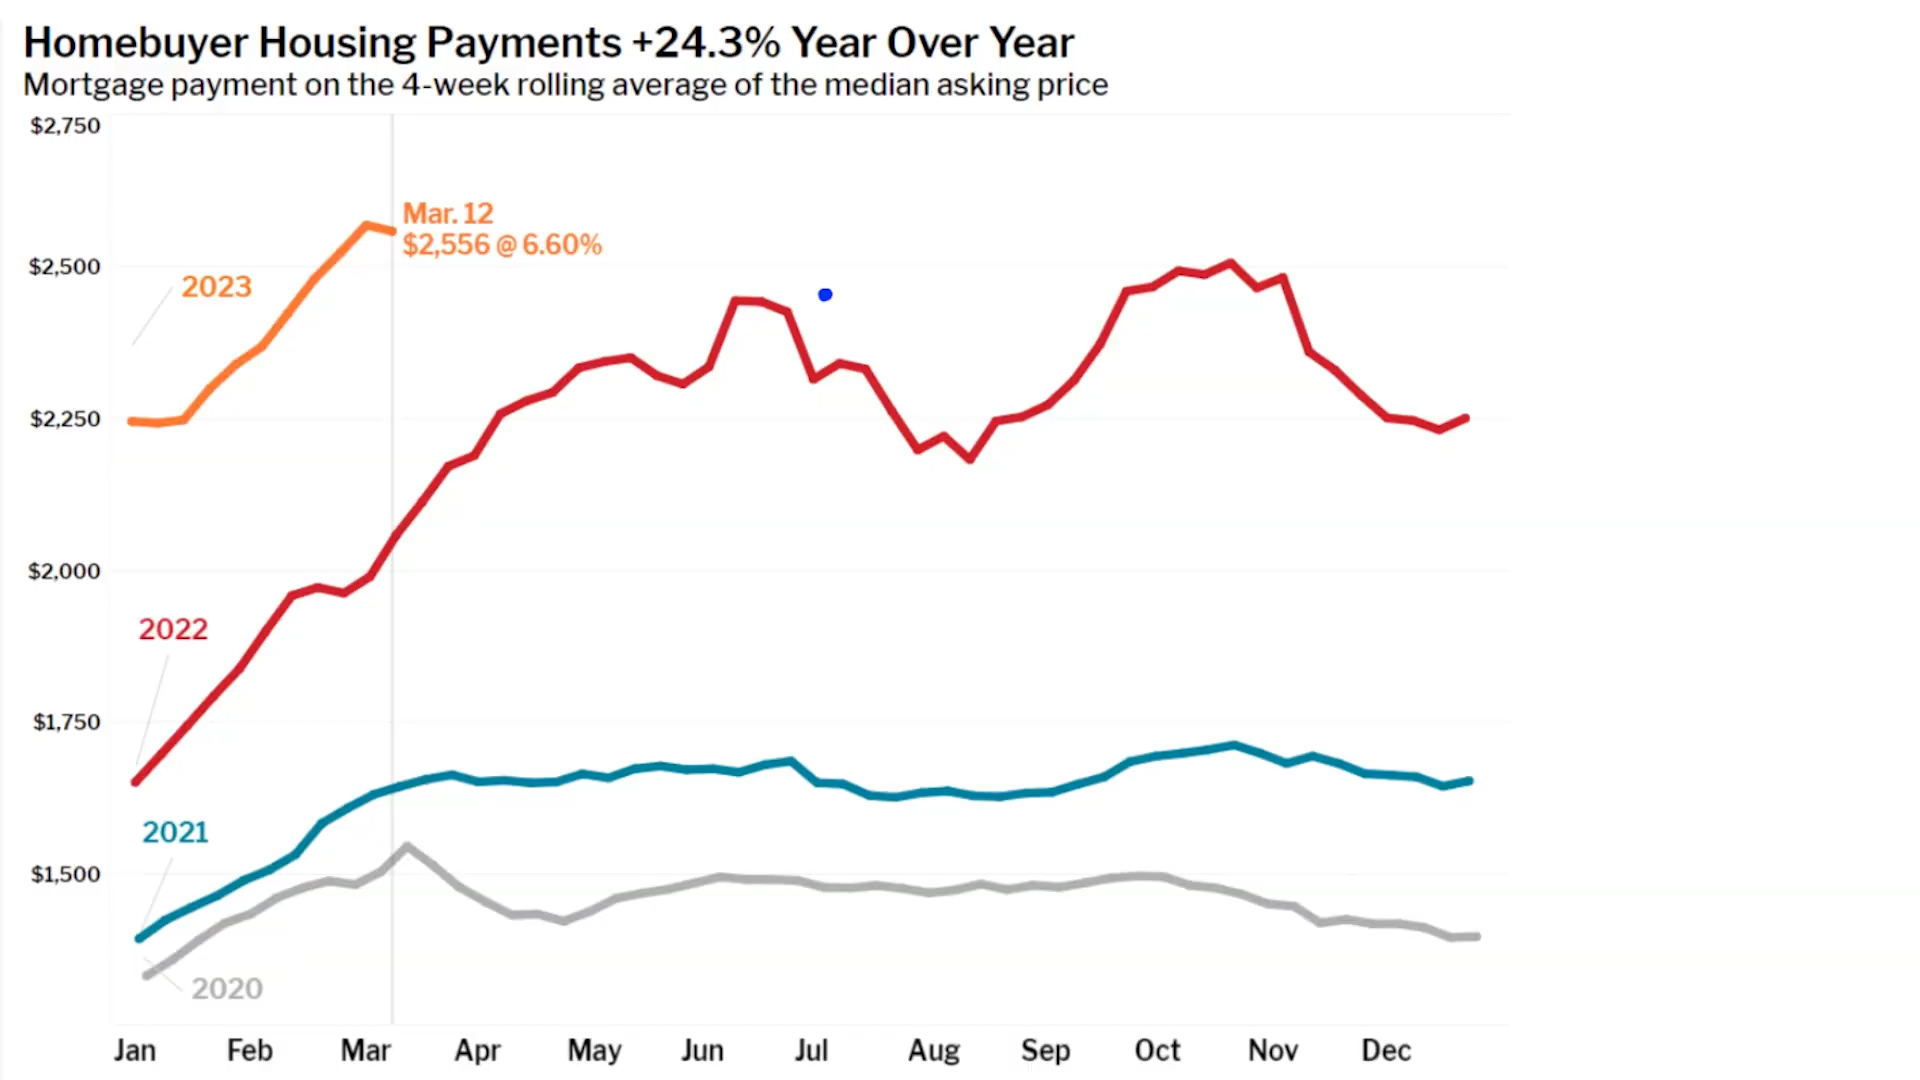 Homebuyer Housing Payments +24.3% Year Over Year
Mortgage payment on the 4-week rolling average of the median asking price
$2,750
Mar. 12
$2,556 @ 6.60%
$2,500
2023
$2,250
$2,000
2022
$1,750
2021
$1,500
2020
Jan Feb Mar Apr May Jun Jul Aug Sep Oct Nov Dec